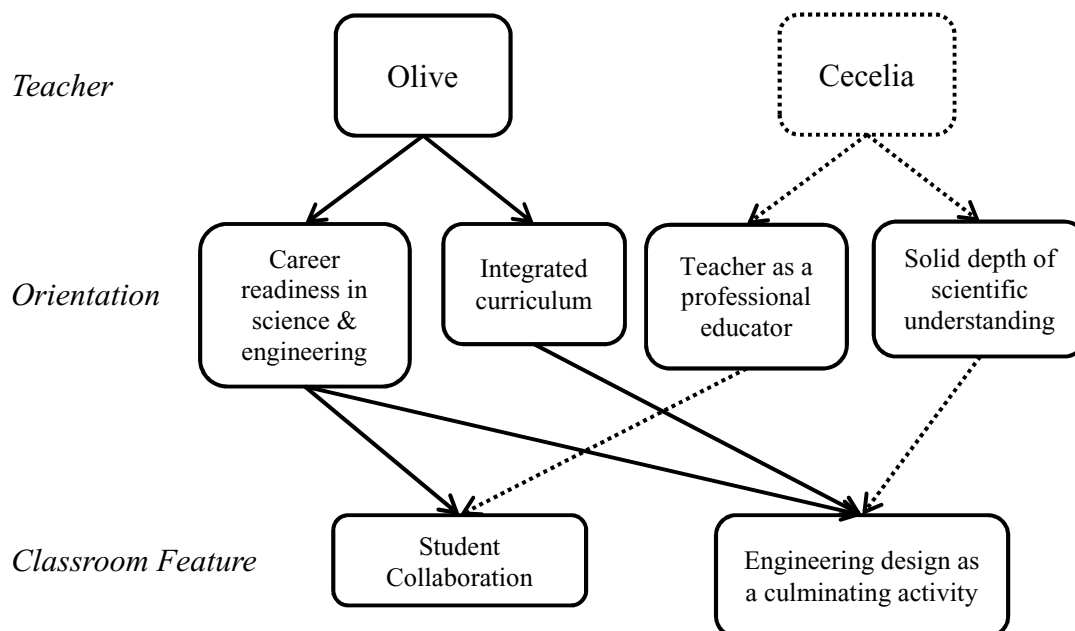 Teacher
Olive
Cecelia
Orientation
Career
readiness in
science &
engineering
Integrated
curriculum
Teacher as a
professional
educator
Solid depth of
scientific
understanding
Classroom Feature
Student
Collaboration
Engineering design as
a culminating activity